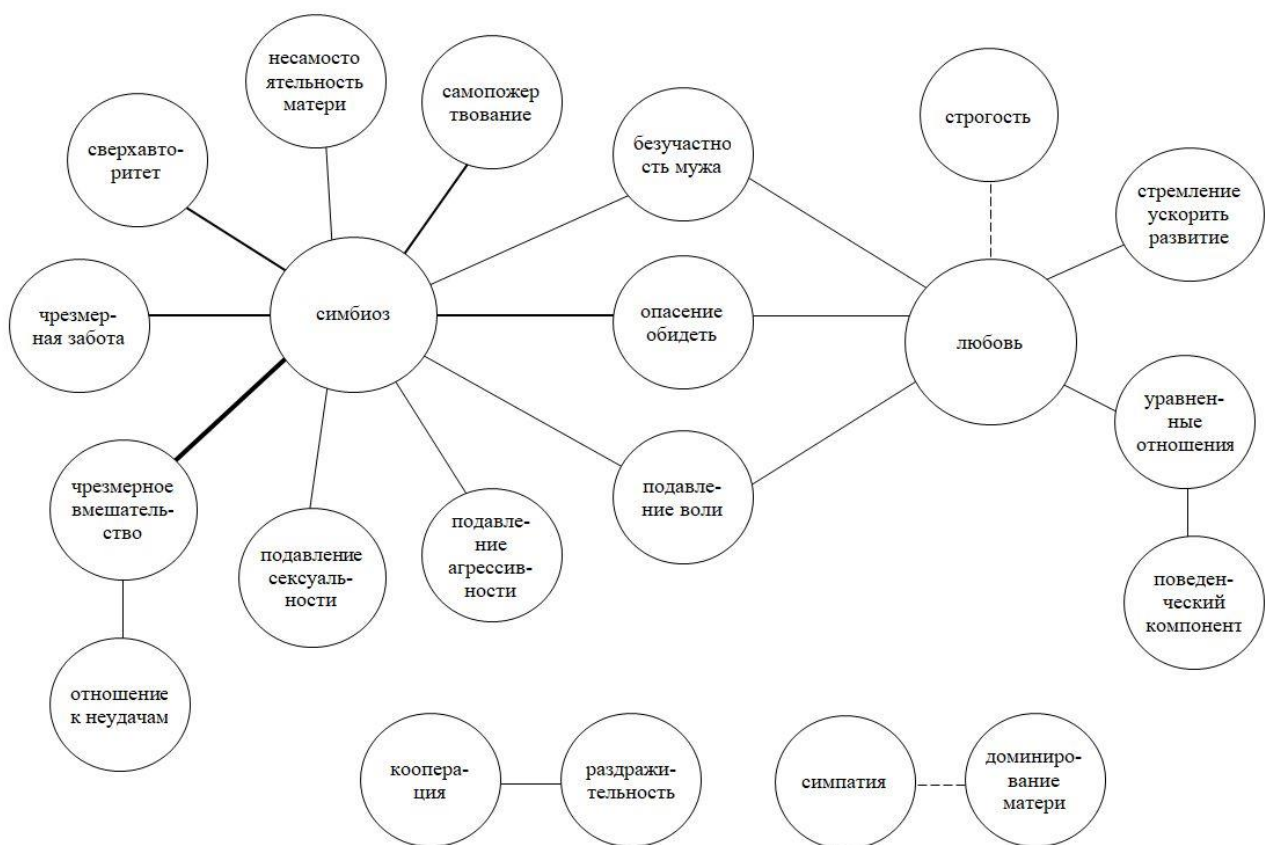 несамосто
ятельность
матери
самопожер
твование
сверхавто-
ритет
безучастно
сть мужа
строгость
стремление
ускорить
развитие
чрезмер-
ная забота
симбиоз
опасение
обидеть
любовь
уравнен-
ные
отношения
чрезмерное
вмешатель-
ство
подавление
сексуаль-
ности
подавле-
ние
агрессив-
ности
подавле-
ние воли
поведен-
ческий
компонент
отношение
к неудачам
коопера-
ция
раздражи-
тельность
симпатия
доминиро-
вание
матери